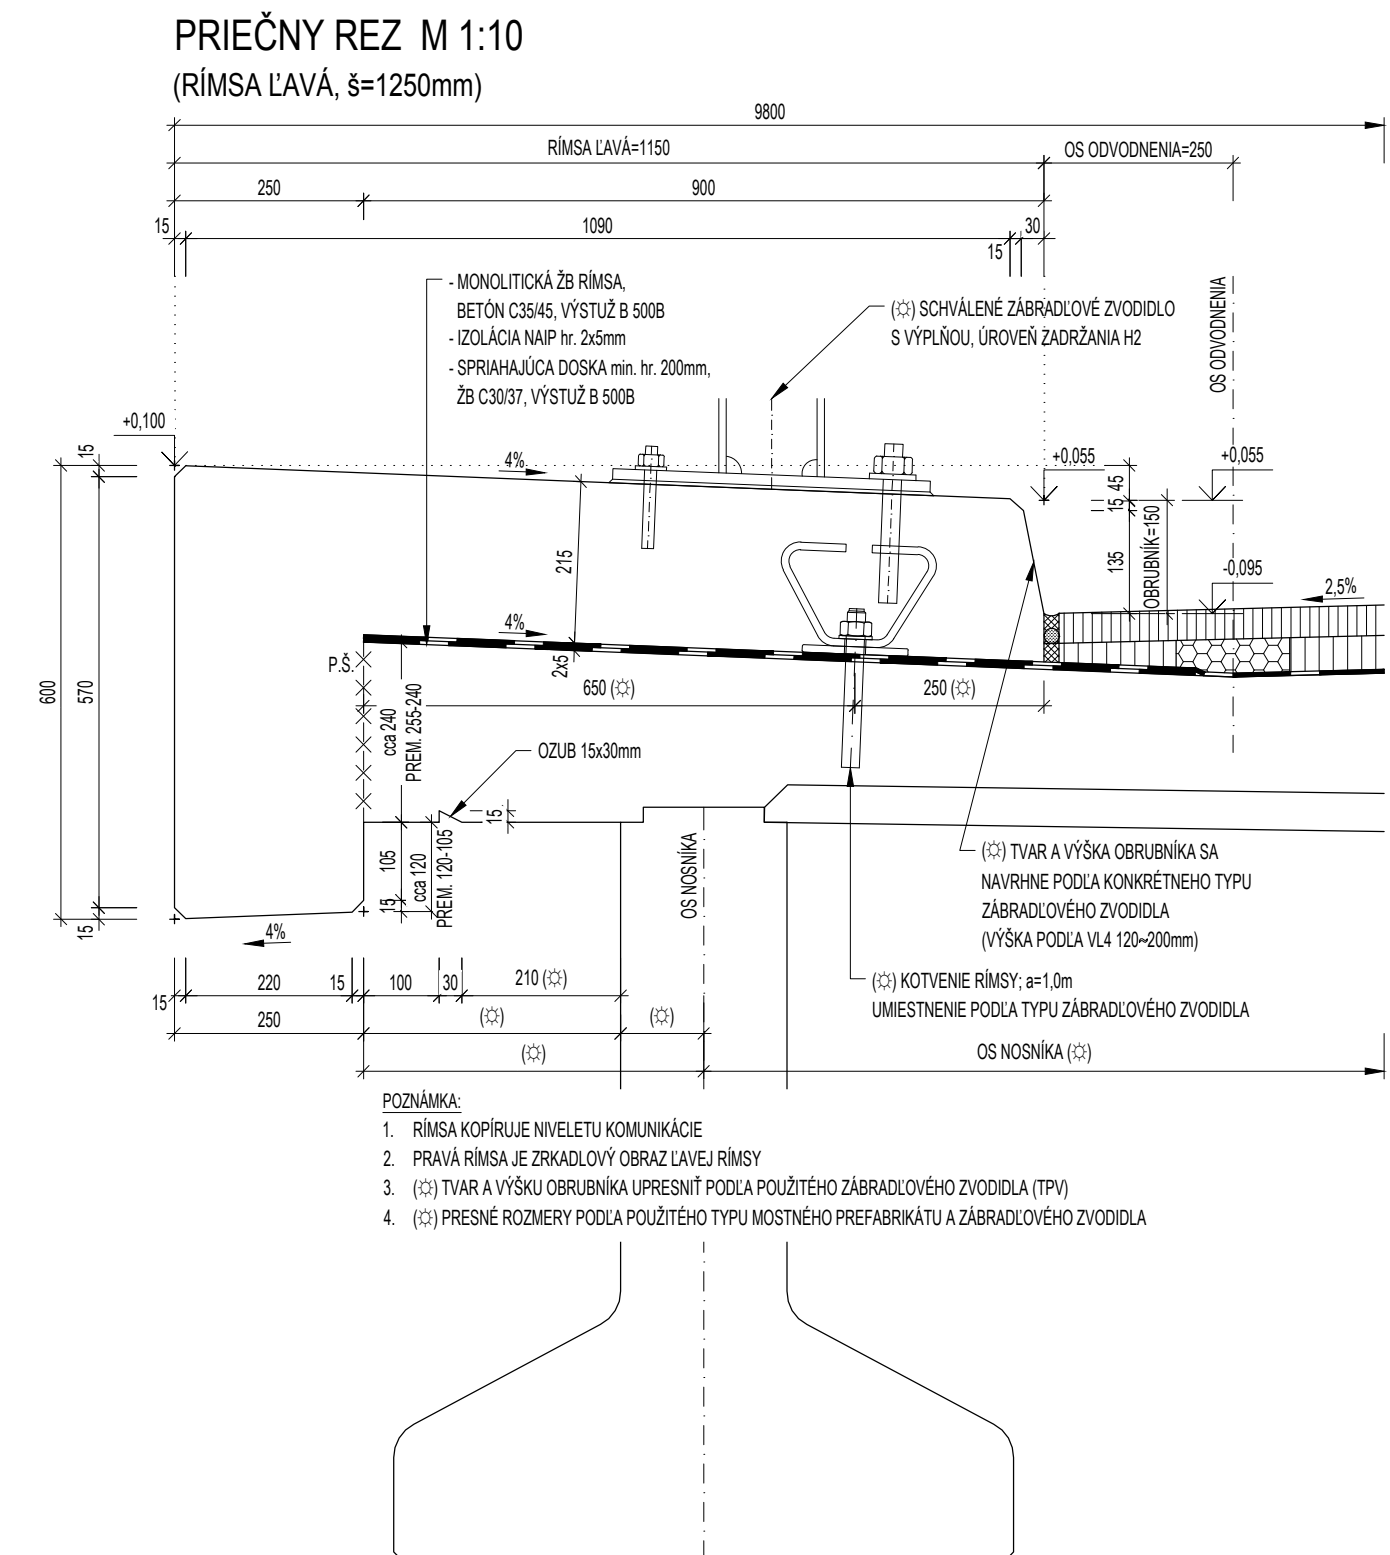 PRIEČNY REZ M 1:10
(RÍMSA ĽAVÁ, š=1250mm)
9800
RÍMSA ĽAVÁ=1150
OS ODVODNENIA=250
250
900
15
1090
15
30
- MONOLITICKÁ ŽB RÍMSA,
BETÓN C35/45, VÝSTUŽ B 500B
- IZOLÁCIA NAIP hr. 2x5mm
- SPRIAHAJÚCA DOSKA min. hr. 200mm,
ŽB C30/37, VÝSTUŽ B 500B
(☼) SCHVÁLENÉ ZÁBRADĽOVÉ ZVODIDLO
S VÝPLŇOU, ÚROVEŇ ZADRŽANIA H2
OS ODVODNENIA
+0,100
15
4%
+0,055
45
+0,055
15
135
OBRUBNÍK=150
-0,095
2,5%
215
4%
P.Š.
2x5
600
570
650 (☼)
250 (☼)
cca 240
PREM. 255-240
OZUB 15x30mm
15
105
15
cca 120
PREM. 120-105
OS NOSNÍKA
(☼) TVAR A VÝŠKA OBRUBNÍKA SA
NAVRHNE PODĽA KONKRÉTNEHO TYPU
ZÁBRADĽOVÉHO ZVODIDLA
(VÝŠKA PODĽA VL4 120~200mm)
15
4%
15
220
15
100
30
210 (☼)
(☼) KOTVENIE RÍMSY; a=1,0m
UMIESTNENIE PODĽA TYPU ZÁBRADĽOVÉHO ZVODIDLA
250
(☼)
(☼)
(☼)
OS NOSNÍKA (☼)
POZNÁMKA:
1. RÍMSA KOPÍRUJE NIVELETU KOMUNIKÁCIE
2. PRAVÁ RÍMSA JE ZRKADLOVÝ OBRAZ ĽAVEJ RÍMSY
3. (☼) TVAR A VÝŠKU OBRUBNÍKA UPRESNIŤ PODĽA POUŽITÉHO ZÁBRADĽOVÉHO ZVODIDLA (TPV)
4. (☼) PRESNÉ ROZMERY PODĽA POUŽITÉHO TYPU MOSTNÉHO PREFABRIKÁTU A ZÁBRADĽOVÉHO ZVODIDLA